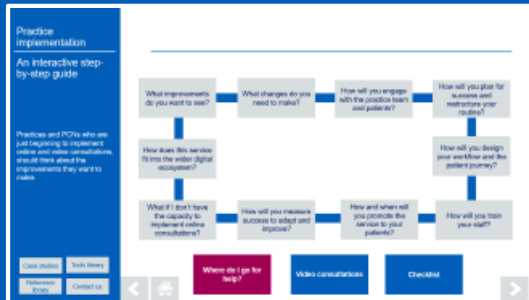 Practice
implementation
An interactive step-
by-step guide
Practices and PCNs who are
just beginning to implement
online and video consultations,
should think about the
improvements they want to
make.
Case studies
Tools library
Reference
library
Contact us
What improvements
do you want to see?
What changes do you
need to make?
How will you engage
with the practice team
and patients?
How will you plan for
success and
restructure your
routine?
How does this service
fit into the wider digital
ecosystem?
How will you design
your workflow and the
patient journey?
What if I don't have
the capacity to
implement online
consultations?
How will you measure
success to adapt and
improve?
How and when will
you promote the
service to your
patients?
How will you train
your staff?
Where do I go for
help?
Video consultations
Checklist